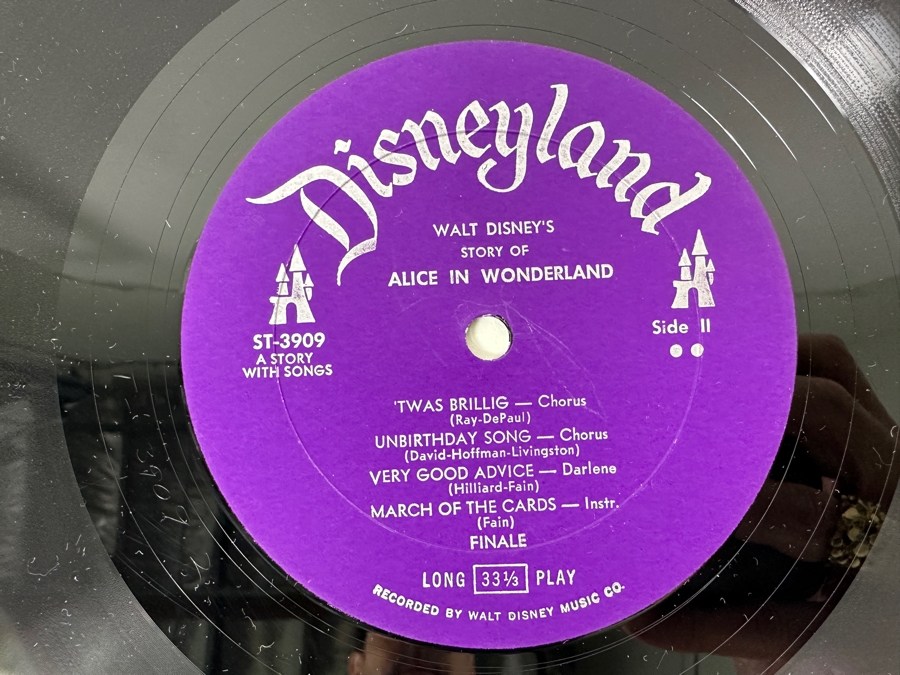 Disneyland
WALT DISNEY'S
STORY OF
ALICE IN WONDERLAND
ST-3909
A STORY
WITH SONGS
Side II
'TWAS BRILLIG — Chorus
(Ray-DePaul)
UNBIRTHDAY SONG — Chorus
(David-Hoffman-Livingston)
VERY GOOD ADVICE — Darlene
(Hilliard-Fain)
MARCH OF THE CARDS — Instr.
(Fain)
FINALE
LONG 33⅓ PLAY
RECORDED BY WALT DISNEY MUSIC CO.